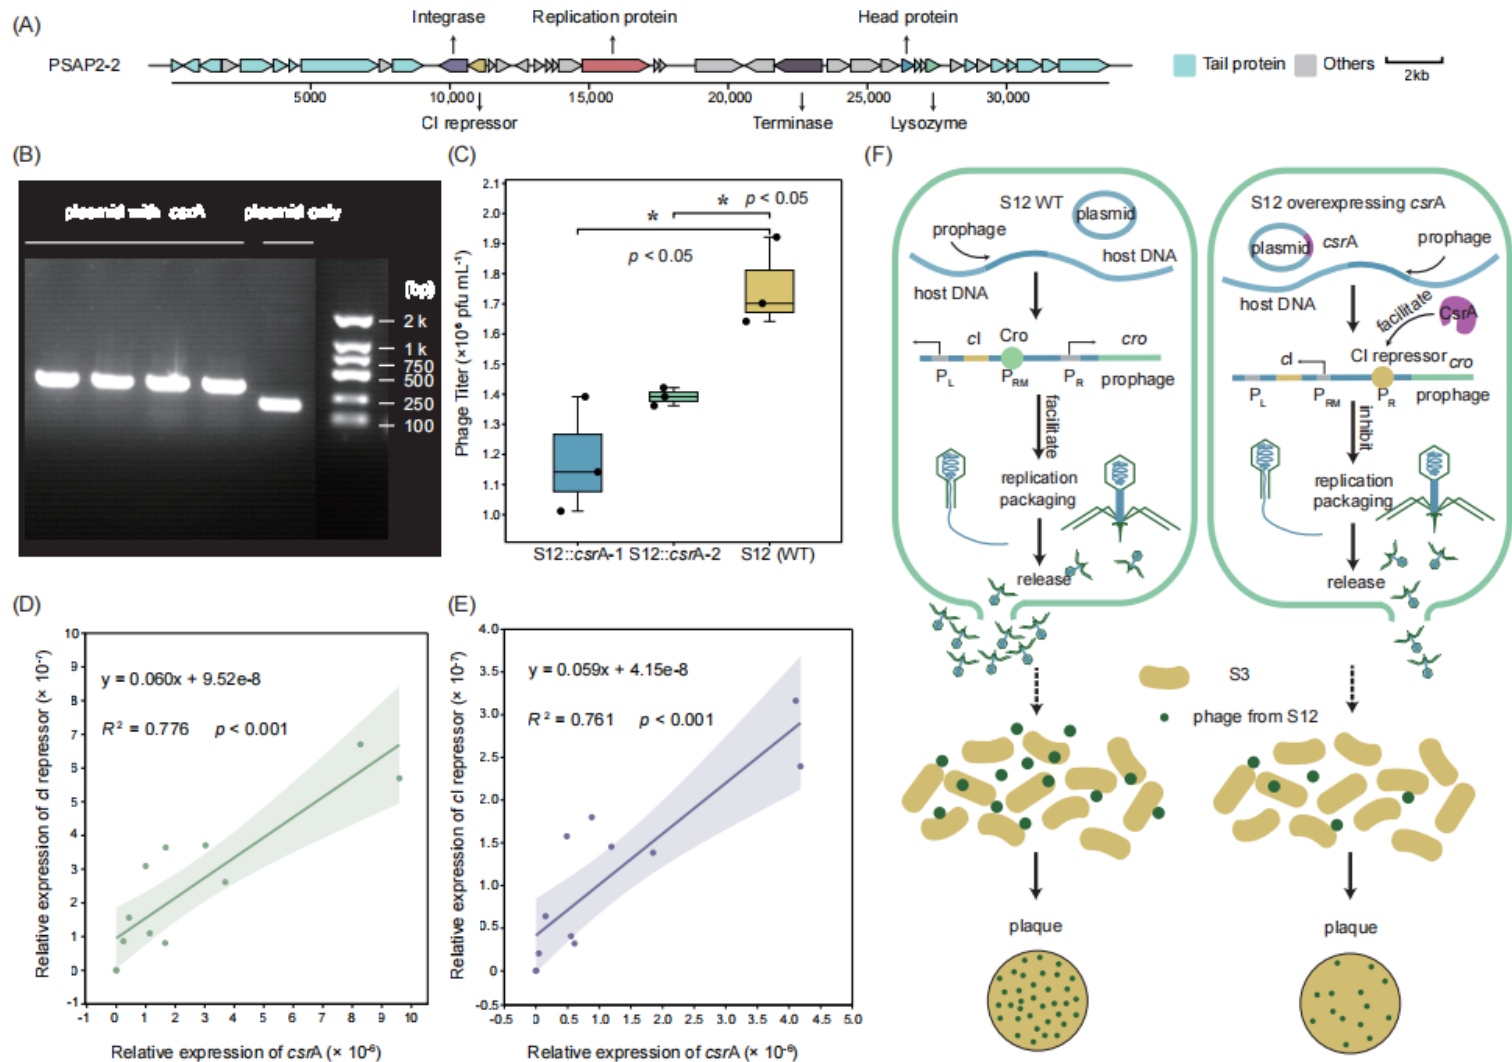 (A)
Integrase
Replication protein
Head protein
PSAP2-2
Tail protein
Others
2kb
5000
10,000
15,000
20,000
25,000
30,000
CI repressor
Terminase
Lysozyme
(B)
plasmid with csrA
plasmid only
(bp)
2 k
1 k
750
500
250
100
(C)
Phage Titer (×10⁶ pfu mL⁻¹)
2.1
2.0
1.9
1.8
1.7
1.6
1.4
1.3
1.2
1.1
1.0
*
*
p < 0.05
p < 0.05
S12::csrA-1
S12::csrA-2
S12 (WT)
(D)
Relative expression of cI repressor (× 10⁻⁷)
10
9
8
7
6
5
4
3
2
1
0
-1
y = 0.060x + 9.52e-8
R² = 0.776
p < 0.001
-1
0
1
2
3
4
5
6
7
8
9
10
Relative expression of csrA (× 10⁻⁶)
(E)
Relative expression of cI repressor (× 10⁻⁷)
4.0
3.5
3.0
2.5
2.0
1.5
1.0
0.5
0
-0.5
y = 0.059x + 4.15e-8
R² = 0.761
p < 0.001
-0.5
0
0.5
1.0
1.5
2.0
2.5
3.0
3.5
4.0
4.5
5.0
Relative expression of csrA (× 10⁻⁶)
(F)
S12 WT
plasmid
prophage
host DNA
host DNA
cI
Cro
cro
P_L
P_RM
P_R
prophage
facilitate
replication
packaging
release
S12 overexpressing csrA
plasmid
csrA
prophage
host DNA
facilitate
CsrA
cI
CI repressor
cro
P_L
P_RM
P_R
prophage
inhibit
replication
packaging
release
S3
phage from S12
plaque
plaque